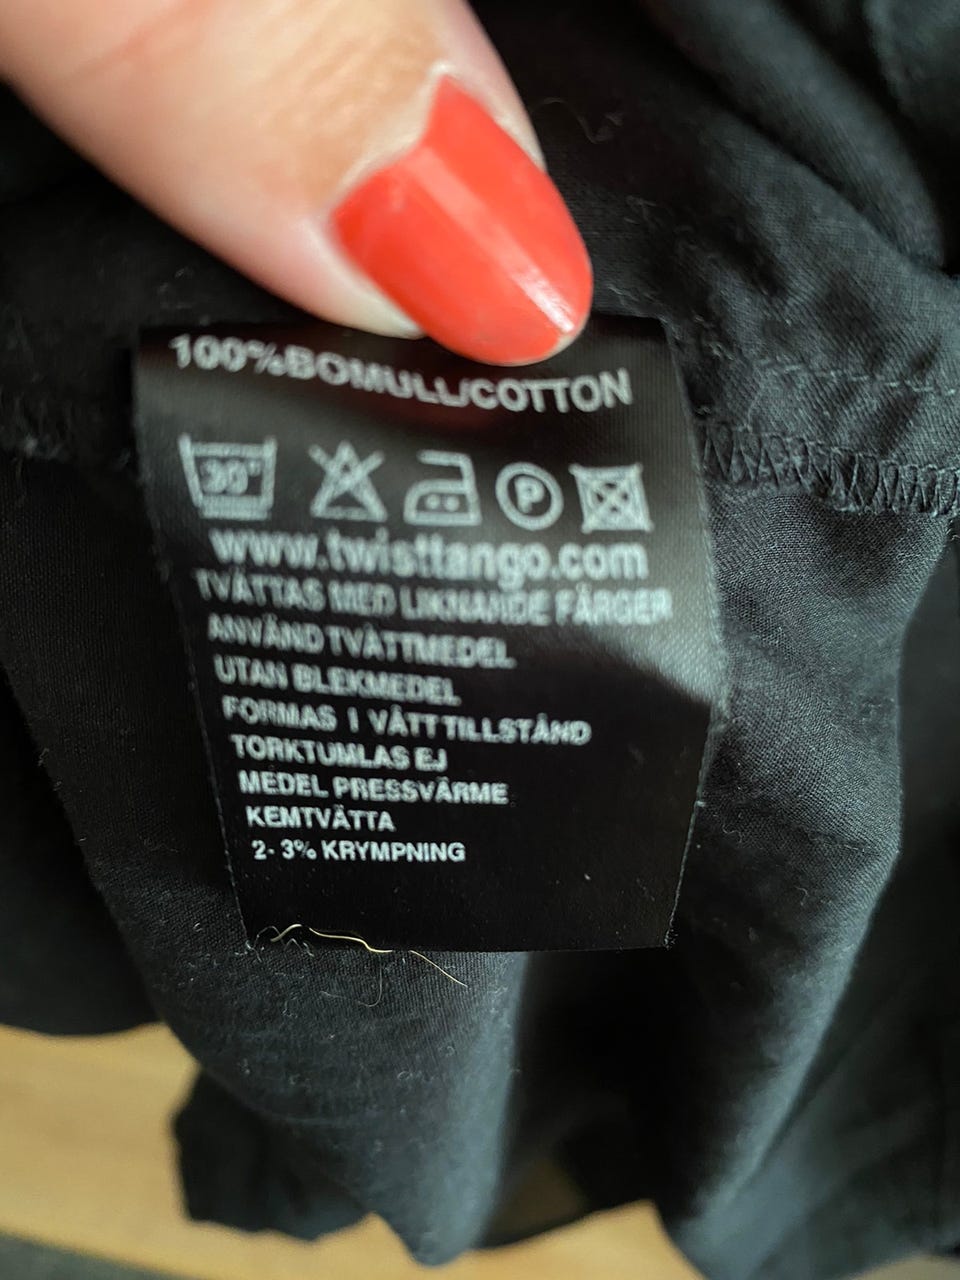 100%BOMULL/COTTON
30° P
www.twisttango.com
TVÄTTAS MED LIKNANDE FÄRGER
ANVÄND TVÄTTMEDEL
UTAN BLEKMEDEL
FORMAS I VÅTT TILLSTÅND
TORKTUMLAS EJ
MEDEL PRESSVÄRME
KEMTVÄTTA
2- 3% KRYMPNING